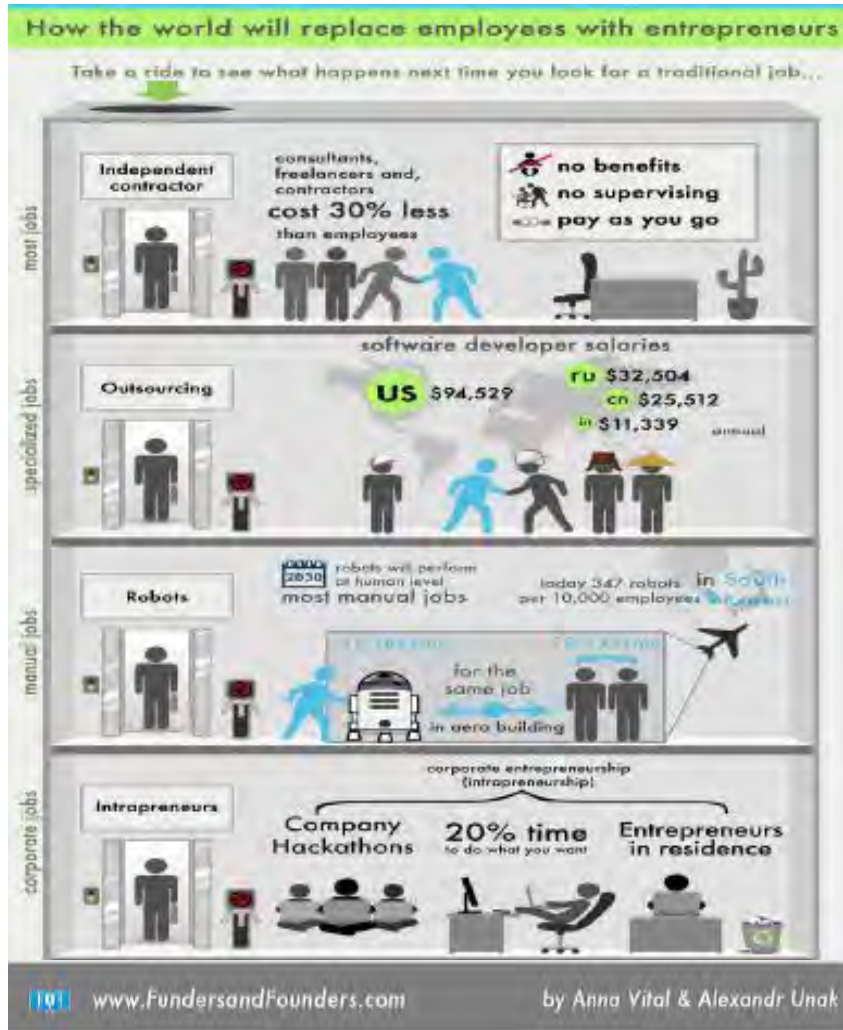 How the world will replace employees with entrepreneurs
Take a ride to see what happens next time you look for a traditional job...
most jobs
Independent
contractor
consultants,
freelancers and,
contractors
cost 30% less
than employees
no benefits
no supervising
pay as you go
specialized jobs
Outsourcing
software developer salaries
US $94,529
ru $32,504
cn $25,512
in $11,339
annual
manual jobs
Robots
2030
robots will perform
at human level
most manual jobs
today 347 robots in South
per 10,000 employees
for the
same job
in aero building
corporate jobs
Intrapreneurs
corporate entrepreneurship
(intrapreneurship)
Company
Hackathons
20% time
to do what you want
Entrepreneurs
in residence
www.FundersandFounders.com
by Anna Vital & Alexandr Unak